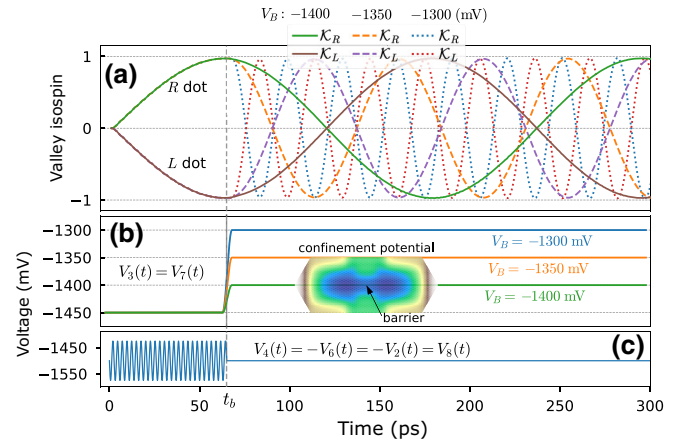 V_B: −1400 −1350 −1300 (mV)
𝒦_R 𝒦_R 𝒦_R
𝒦_L 𝒦_L 𝒦_L
(a)
Valley isospin
1
0
−1
R dot
L dot
(b)
Voltage (mV)
−1300
−1350
−1400
−1450
V_3(t) = V_7(t)
confinement potential
barrier
V_B = −1300 mV
V_B = −1350 mV
V_B = −1400 mV
(c)
−1450
−1550
V_4(t) = −V_6(t) = −V_2(t) = V_8(t)
0 50 t_b 100 150 200 250 300
Time (ps)